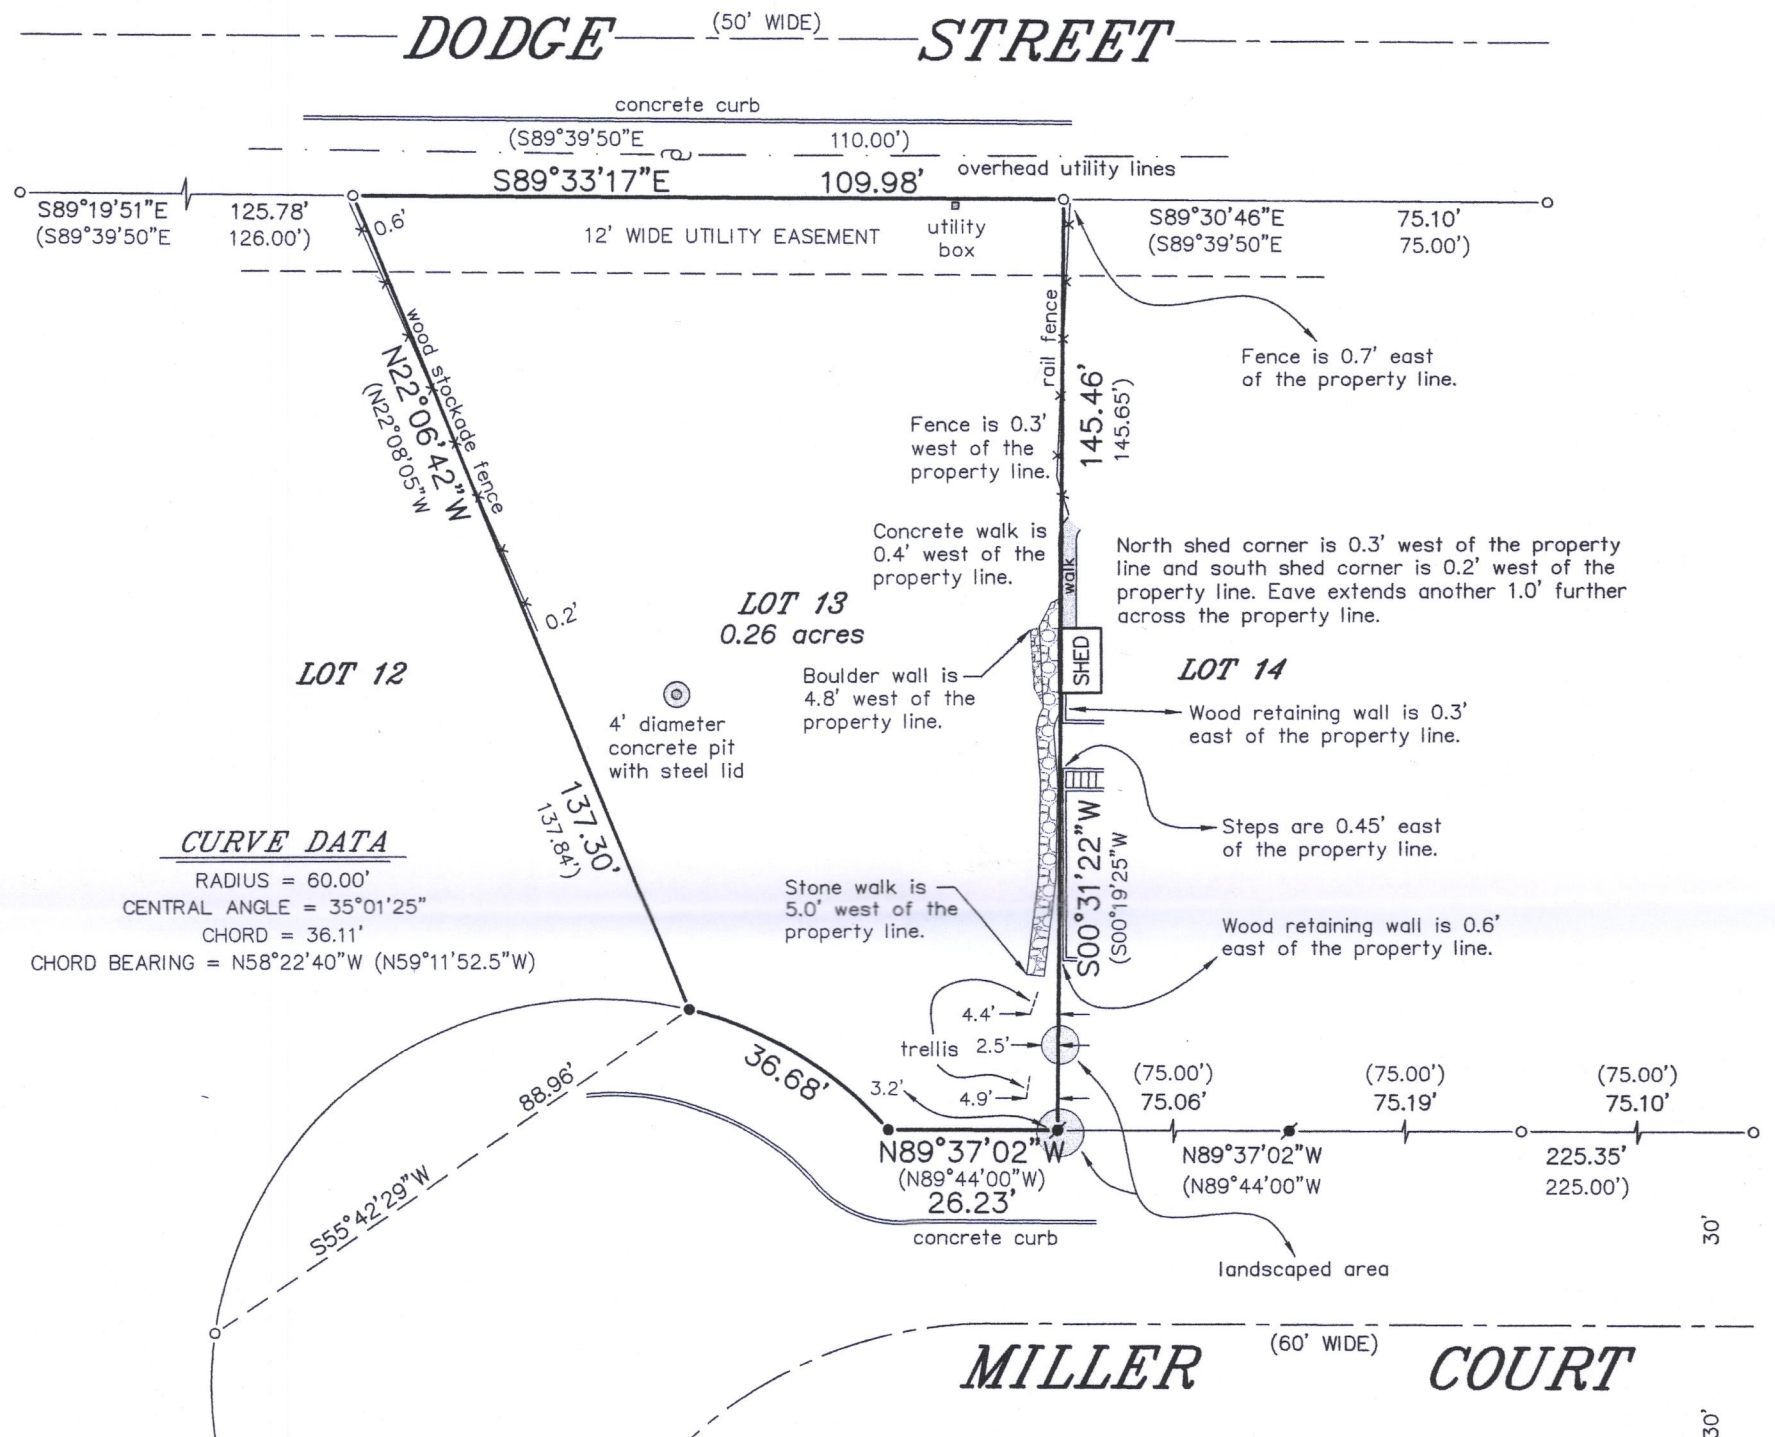 DODGE (50' WIDE) STREET
concrete curb
(S89°39'50"E 110.00')
overhead utility lines
S89°33'17"E 109.98'
S89°19'51"E 125.78'
(S89°39'50"E 126.00')
S89°30'46"E 75.10'
(S89°39'50"E 75.00')
0.6'
12' WIDE UTILITY EASEMENT
utility
box
wood stockade fence
N22°06'42"W
(N22°08'05"W
rail fence
145.46'
145.65')
Fence is 0.7' east
of the property line.
Fence is 0.3'
west of the
property line.
Concrete walk is
0.4' west of the
property line.
walk
North shed corner is 0.3' west of the property
line and south shed corner is 0.2' west of the
property line. Eave extends another 1.0' further
across the property line.
LOT 13
0.26 acres
0.2'
LOT 12
SHED
LOT 14
Boulder wall is
4.8' west of the
property line.
4' diameter
concrete pit
with steel lid
Wood retaining wall is 0.3'
east of the property line.
137.30'
137.84')
Steps are 0.45' east
of the property line.
S00°31'22"W
(S00°19'25"W
CURVE DATA
RADIUS = 60.00'
CENTRAL ANGLE = 35°01'25"
CHORD = 36.11'
CHORD BEARING = N58°22'40"W (N59°11'52.5"W)
Stone walk is
5.0' west of the
property line.
Wood retaining wall is 0.6'
east of the property line.
4.4'
trellis 2.5'
3.2'
4.9'
36.68'
88.96'
S55°42'29"W
(75.00') (75.00') (75.00')
75.06' 75.19' 75.10'
N89°37'02"W
(N89°44'00"W)
26.23'
concrete curb
N89°37'02"W 225.35'
(N89°44'00"W 225.00')
landscaped area
30'
MILLER (60' WIDE) COURT
30'